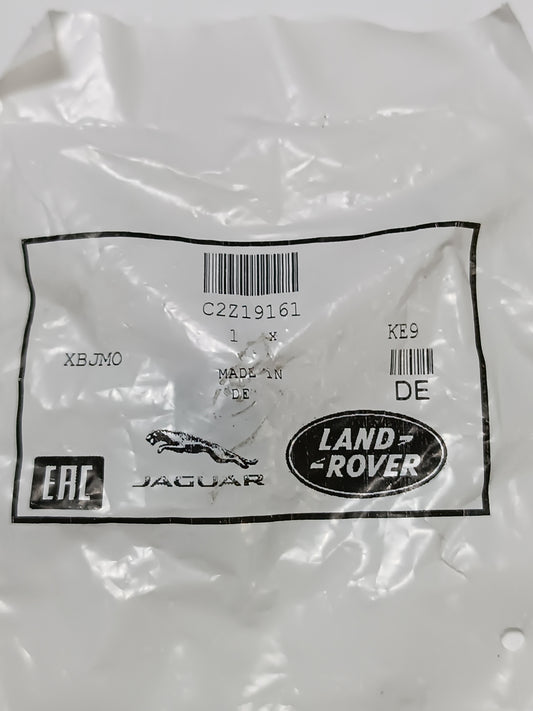 C2Z19161
1 x
KE9
XBJMO
MADE IN
DE
DE
EAC
JAGUAR
LAND-
-ROVER